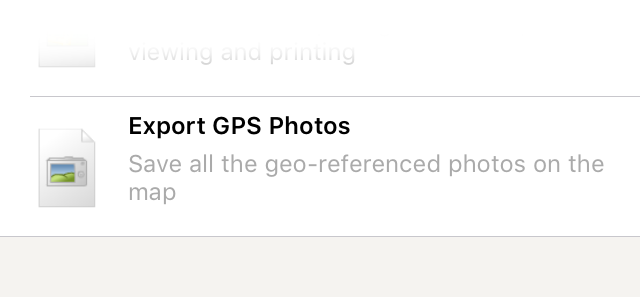 viewing and printing
Export GPS Photos
Save all the geo-referenced photos on the
map